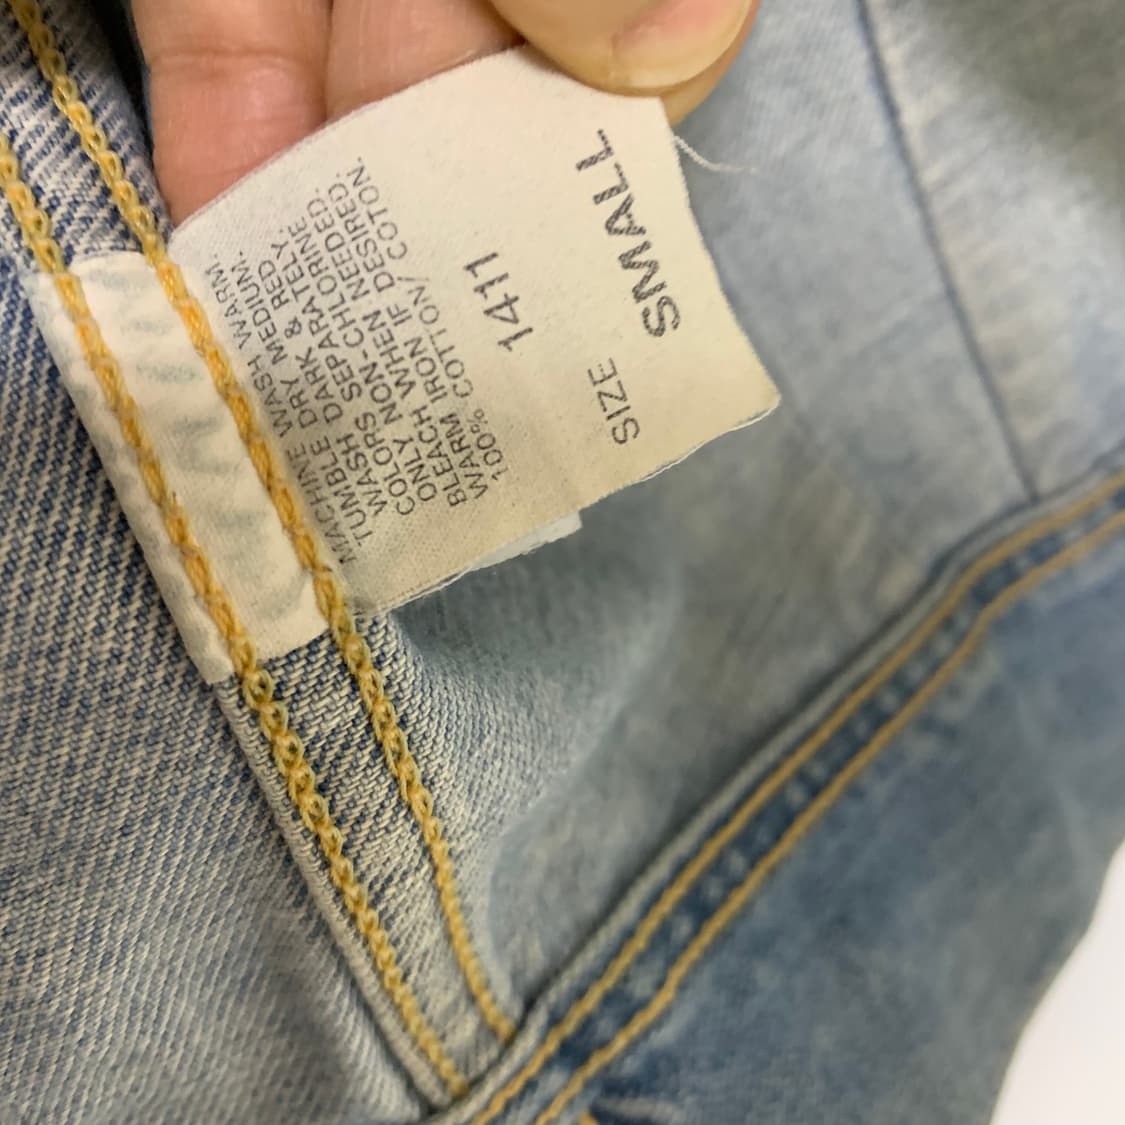 MACHINE WASH WARM.
TUMBLE DRY MEDIUM.
WASH DARK & RED
COLORS SEPARATELY.
ONLY NON-CHLORINE
BLEACH WHEN NEEDED.
WARM IRON IF DESIRED.
100% COTTON/ COTON.
1411
SIZE SMALL